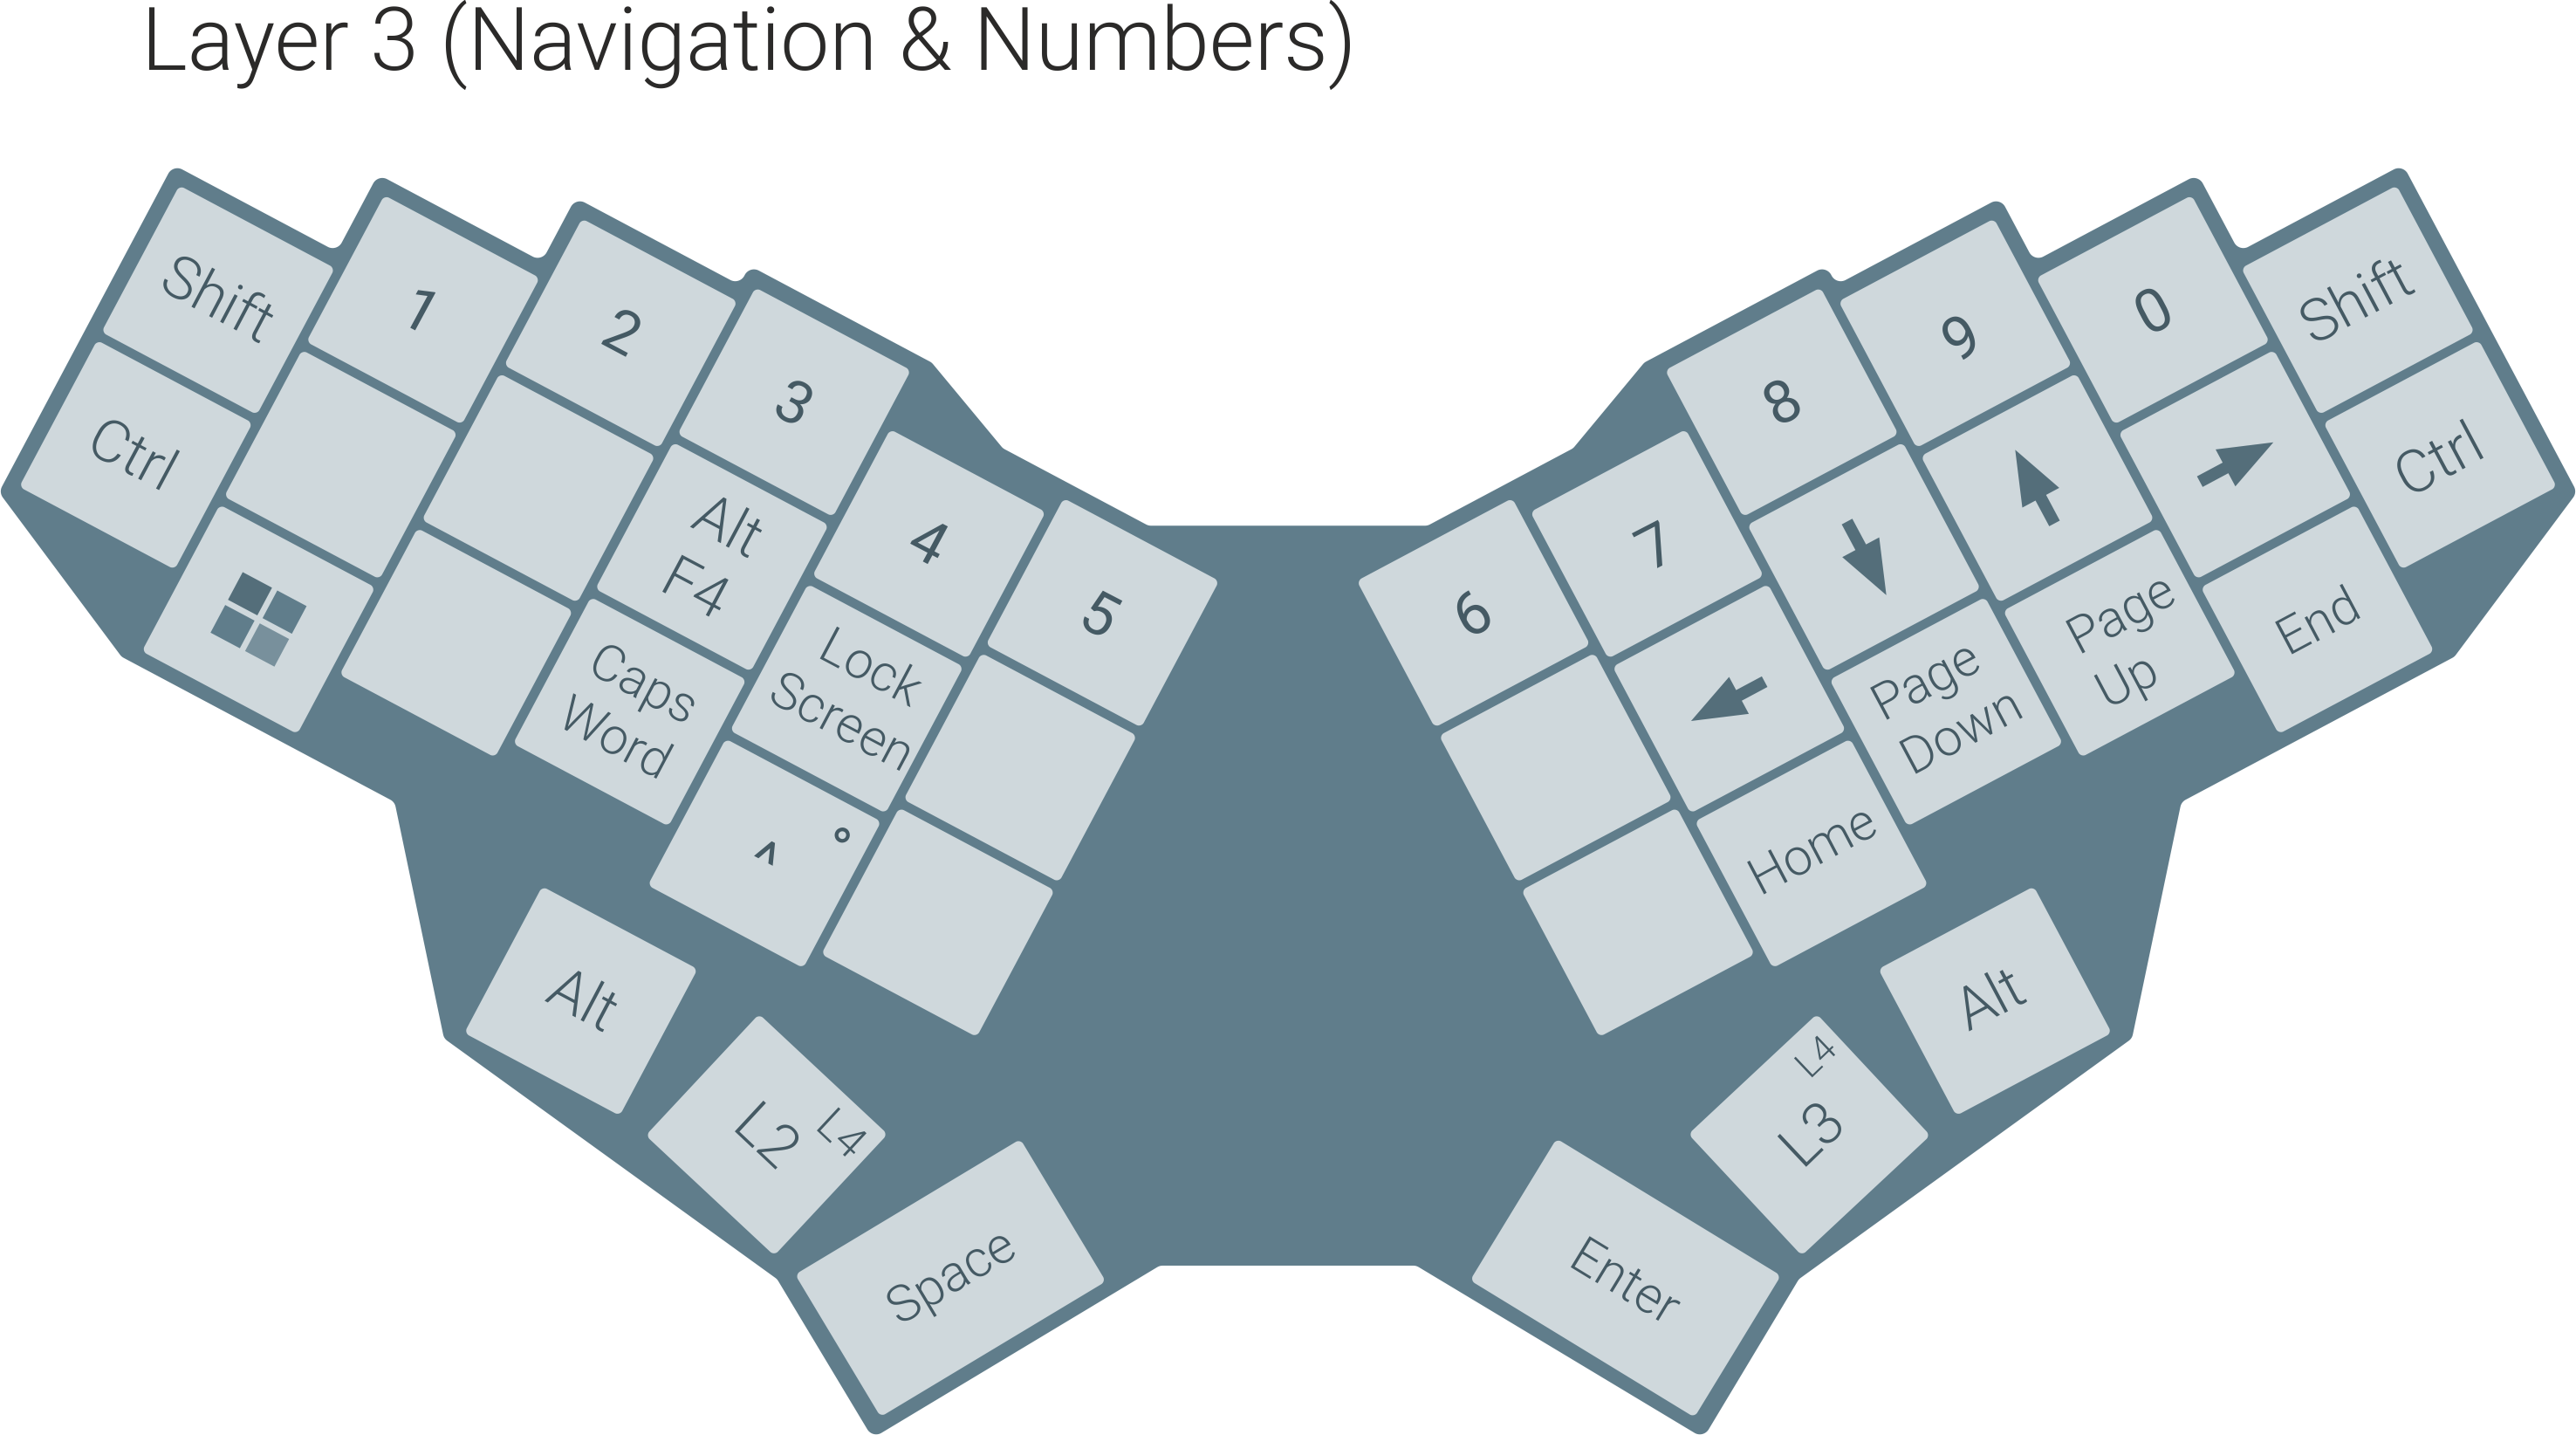 Layer 3 (Navigation & Numbers)
Shift
1
2
3
4
5
6
7
8
9
0
Shift
Ctrl
Alt
F4
Lock
Screen
Ctrl
Caps
Word
^ °
Home
Page
Down
Page
Up
End
Alt
L2 L4
Space
Enter
L4
L3
Alt